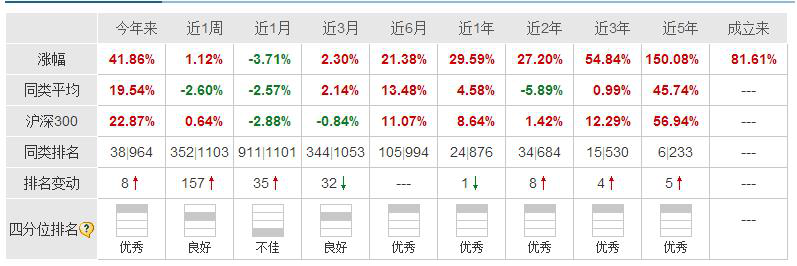 今年来 近1周 近1月 近3月 近6月 近1年 近2年 近3年 近5年 成立来
涨幅 41.86% 1.12% -3.71% 2.30% 21.38% 29.59% 27.20% 54.84% 150.08% 81.61%
同类平均 19.54% -2.60% -2.57% 2.14% 13.48% 4.58% -5.89% 0.99% 45.74% ---
沪深300 22.87% 0.64% -2.88% -0.84% 11.07% 8.64% 1.42% 12.29% 56.94% ---
同类排名 38|964 352|1103 911|1101 344|1053 105|994 24|876 34|684 15|530 6|233 ---
排名变动 8↑ 157↑ 35↑ 32↓ --- 1↓ 8↑ 4↑ 5↑ ---
四分位排名? 优秀 良好 不佳 良好 优秀 优秀 优秀 优秀 优秀 ---